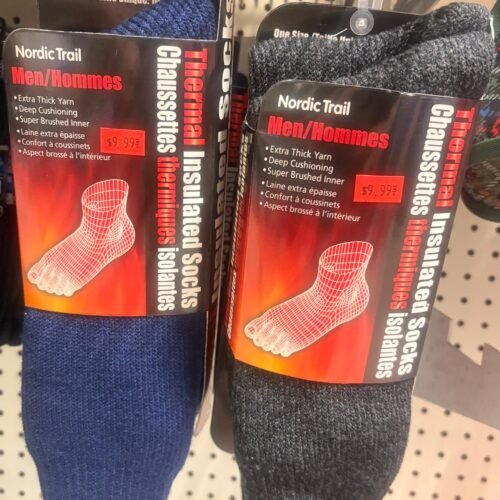 Nordic Trail
Men/Hommes
• Extra Thick Yarn
• Deep Cushioning
• Super Brushed Inner
• Laine extra épaisse
• Confort à coussinets
• Aspect brossé à l'intérieur
$9.99
Thermal Insulated Socks
Chaussettes thermiques isolantes
One Size
Nordic Trail
Men/Hommes
• Extra Thick Yarn
• Deep Cushioning
• Super Brushed Inner
• Laine extra épaisse
• Confort à coussinets
• Aspect brossé à l'intérieur
$9.99
Thermal Insulated Socks
Chaussettes thermiques isolantes